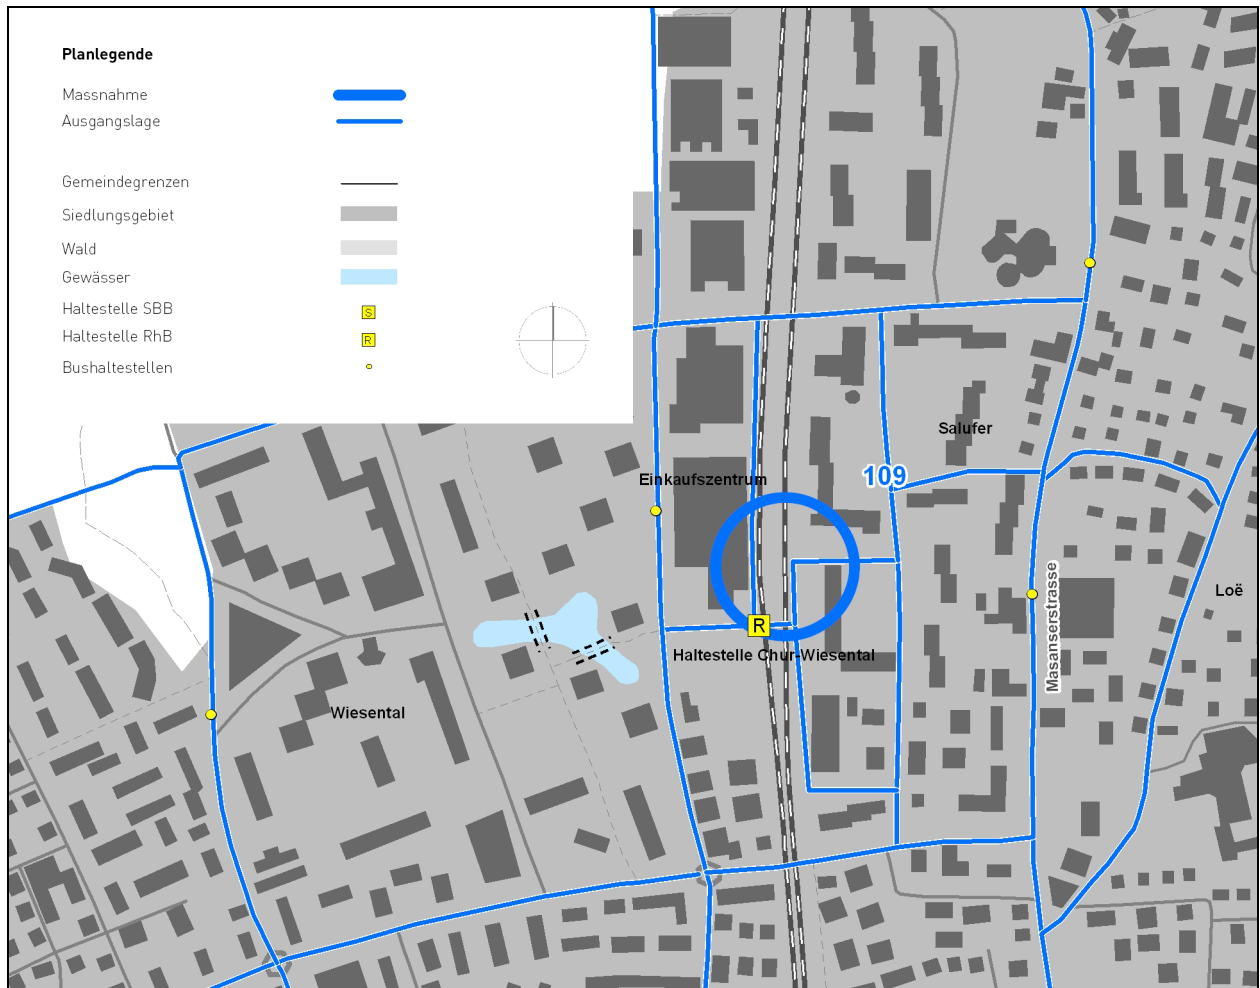 Planlegende
Massnahme
Ausgangslage
Gemeindegrenzen
Siedlungsgebiet
Wald
Gewässer
Haltestelle SBB
S
Haltestelle RhB
R
Bushaltestellen
Salufer
109
Einkaufszentrum
Masanserstrasse
Loë
R
Haltestelle Chur-Wiesental
Wiesental